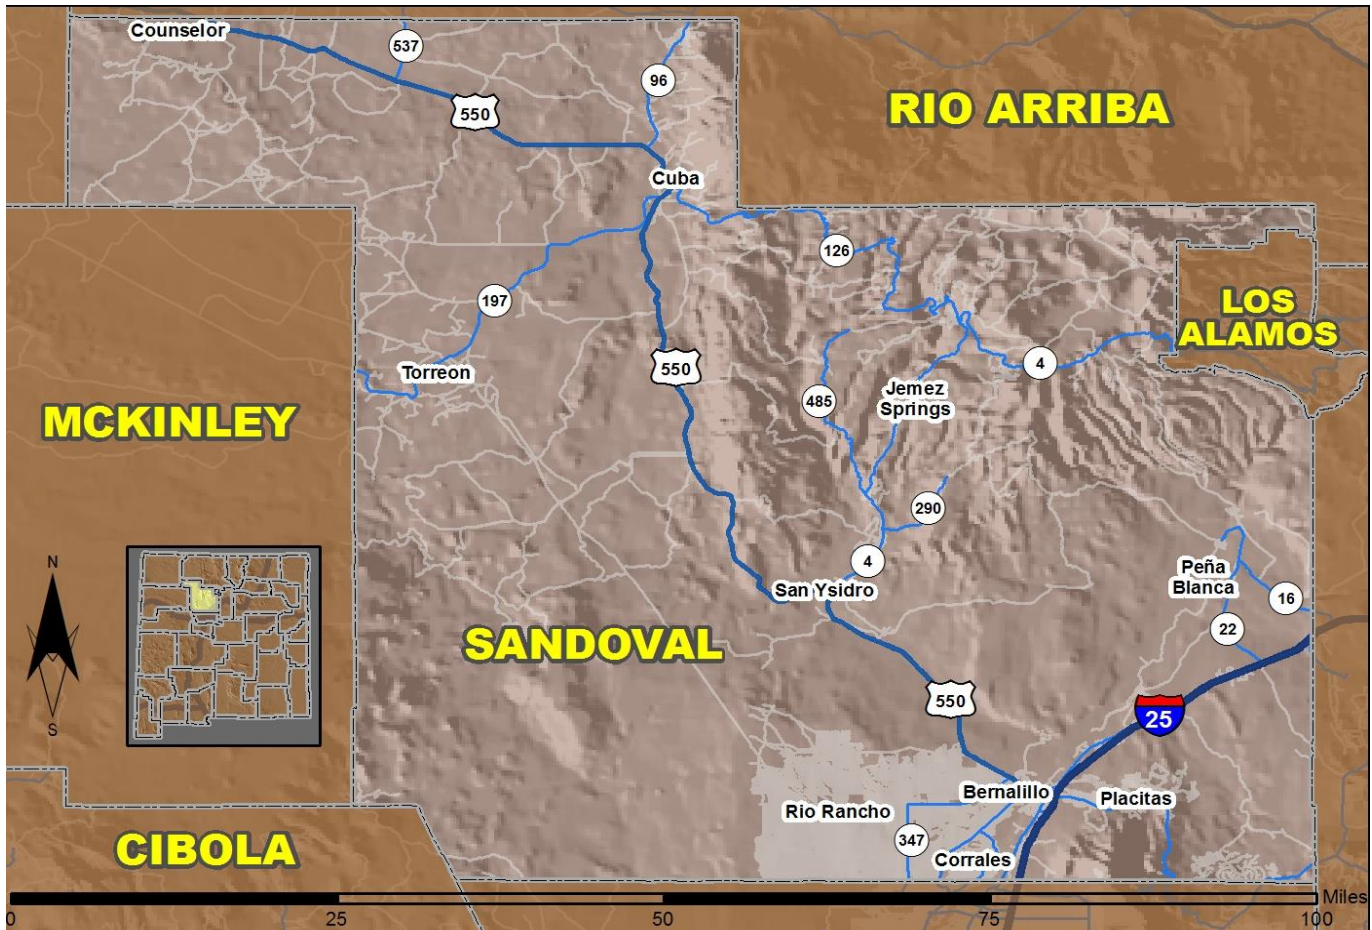 Counselor
537
96
550
RIO ARRIBA
Cuba
126
197
LOS
ALAMOS
550
4
Torreon
Jemez
Springs
485
MCKINLEY
290
N
4
Peña
Blanca
San Ysidro
16
22
SANDOVAL
550
25
S
Bernalillo
Placitas
Rio Rancho
347
Corrales
CIBOLA
Miles
0
25
50
75
100